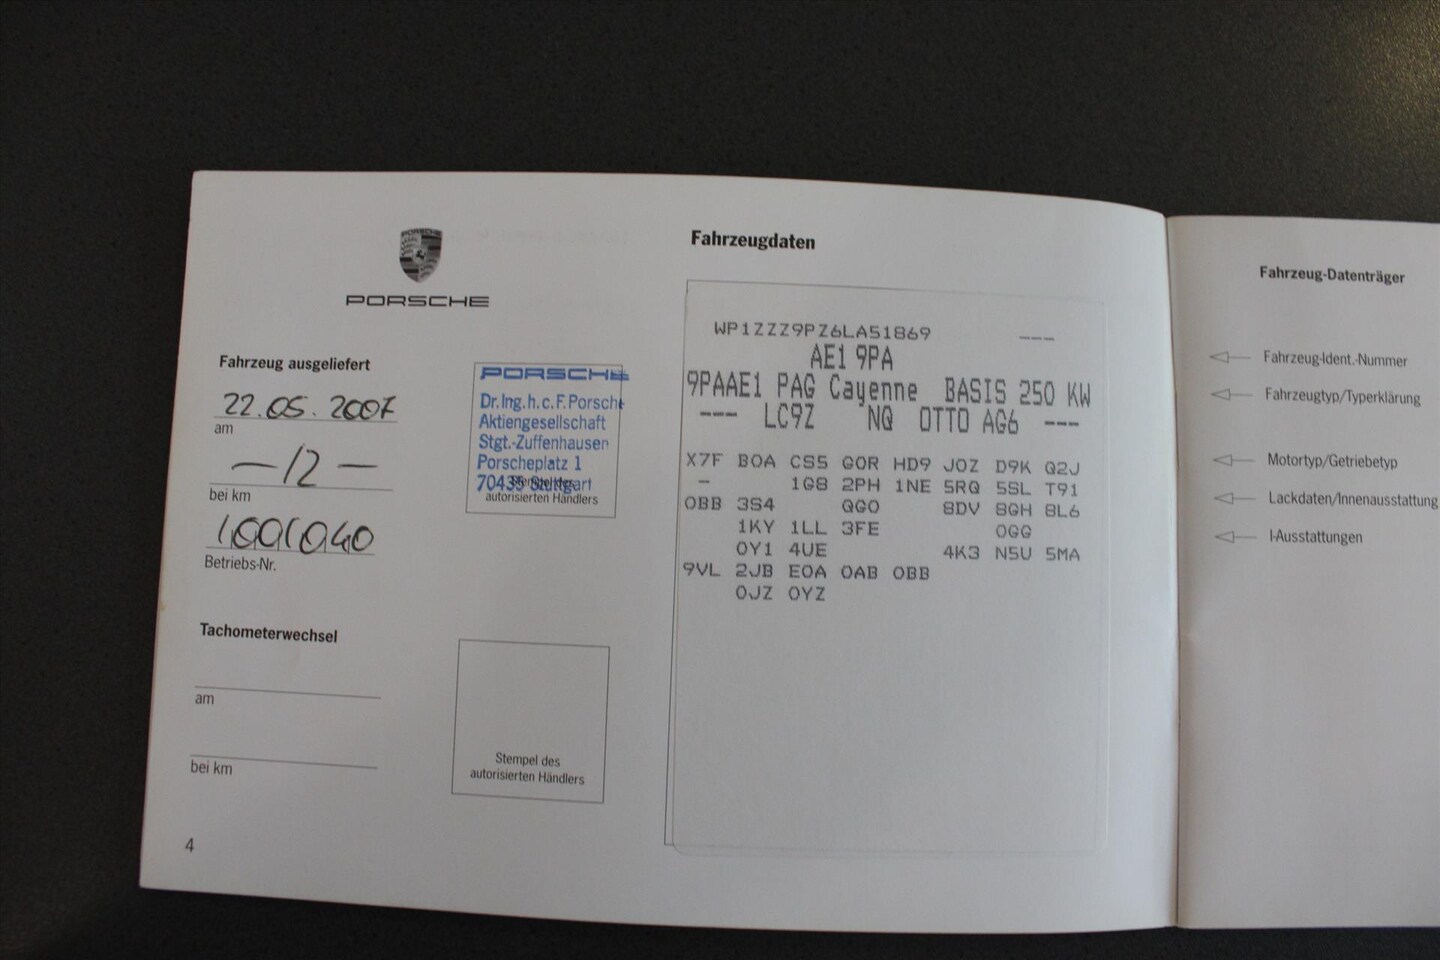 PORSCHE
PORSCHE
Fahrzeug ausgeliefert
22.05.2007
am
-12-
bei km
Betriebs-Nr.
PORSCHE
Dr.Ing.h.c.F.Porsche
Aktiengesellschaft
Stgt.-Zuffenhausen
Porscheplatz 1
70435 Stuttgart
Stempel des
autorisierten Händlers
Tachometerwechsel
am
bei km
Stempel des
autorisierten Händlers
4
Fahrzeugdaten
WP1ZZZ9PZ6LA51869 ---
AE1 9PA
9PAAE1 PAG Cayenne BASIS 250 KW
--- LC9Z NQ OTTO AG6 ---
X7F B0A CS5 G0R HD9 J0Z D9K Q2J
- 1G8 2PH 1NE 5RQ 5SL T91
0BB 3S4 QG0 8DV 8GH 8L6
1KY 1LL 3FE 0GG
0Y1 4UE 4K3 N5U 5MA
9VL 2JB E0A 0AB 0BB
0JZ 0YZ
Fahrzeug-Datenträger
Fahrzeug-Ident.-Nummer
Fahrzeugtyp/Typerklärung
Motortyp/Getriebetyp
Lackdaten/Innenausstattung
I-Ausstattungen